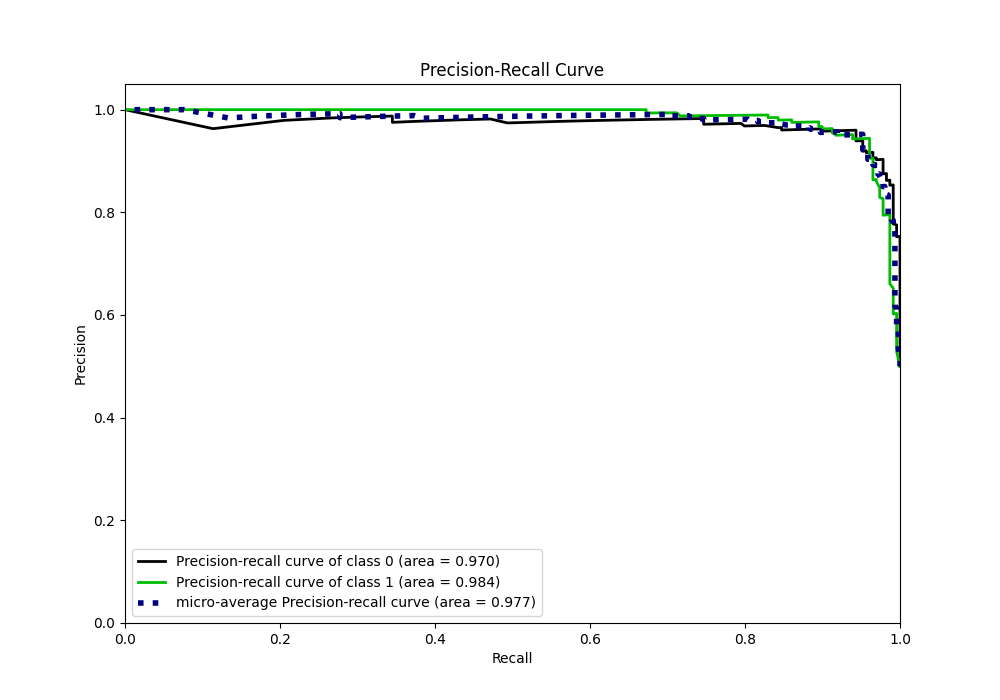 Precision-Recall Curve
1.0
0.8
0.6
0.4
0.2
0.0
Precision
Precision-recall curve of class 0 (area = 0.970)
Precision-recall curve of class 1 (area = 0.984)
micro-average Precision-recall curve (area = 0.977)
0.0 0.2 0.4 0.6 0.8 1.0
Recall